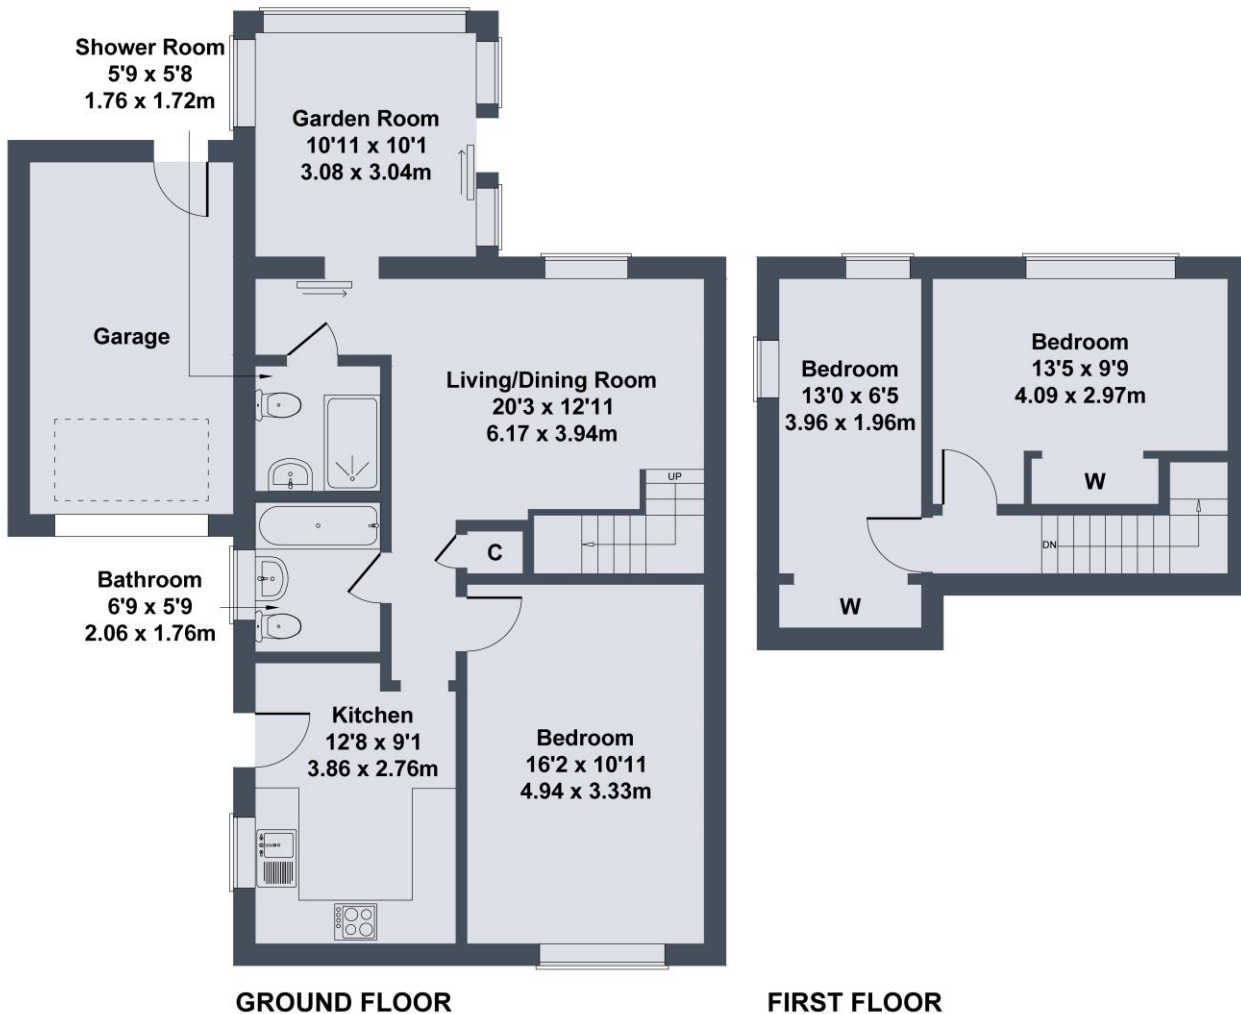 Shower Room
5'9 x 5'8
1.76 x 1.72m
Garden Room
10'11 x 10'1
3.08 x 3.04m
Garage
Living/Dining Room
20'3 x 12'11
6.17 x 3.94m
UP
C
Bathroom
6'9 x 5'9
2.06 x 1.76m
Kitchen
12'8 x 9'1
3.86 x 2.76m
Bedroom
16'2 x 10'11
4.94 x 3.33m
GROUND FLOOR
Bedroom
13'0 x 6'5
3.96 x 1.96m
Bedroom
13'5 x 9'9
4.09 x 2.97m
W
DN
W
FIRST FLOOR